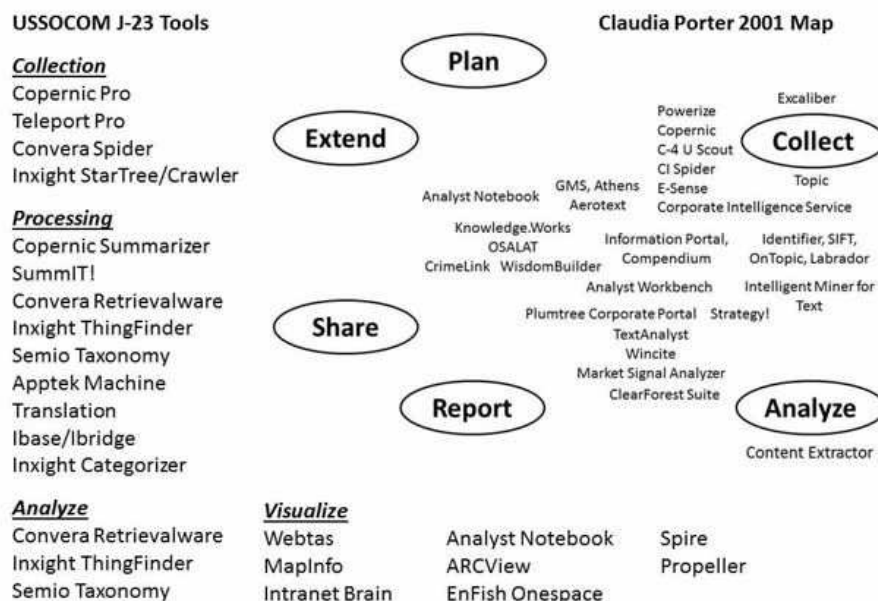 USSOCOM J-23 Tools
Claudia Porter 2001 Map
Collection
Copernic Pro
Teleport Pro
Convera Spider
Inxight StarTree/Crawler
Processing
Copernic Summarizer
SummIT!
Convera Retrievalware
Inxight ThingFinder
Semio Taxonomy
Apptek Machine
Translation
Ibase/Ibridge
Inxight Categorizer
Analyze
Convera Retrievalware
Inxight ThingFinder
Semio Taxonomy
Visualize
Webtas
MapInfo
Intranet Brain
Analyst Notebook
ARCView
EnFish Onespace
Spire
Propeller
Plan
Extend
Share
Report
Collect
Analyze
Excaliber
Powerize
Copernic
C-4 U Scout
CI Spider
E-Sense
Corporate Intelligence Service
Topic
Analyst Notebook
GMS, Athens
Aerotext
Knowledge.Works
OSALAT
CrimeLink WisdomBuilder
Information Portal,
Compendium
Identifier, SIFT,
OnTopic, Labrador
Analyst Workbench
Intelligent Miner for
Text
Plumtree Corporate Portal Strategy!
TextAnalyst
Wincite
Market Signal Analyzer
ClearForest Suite
Content Extractor